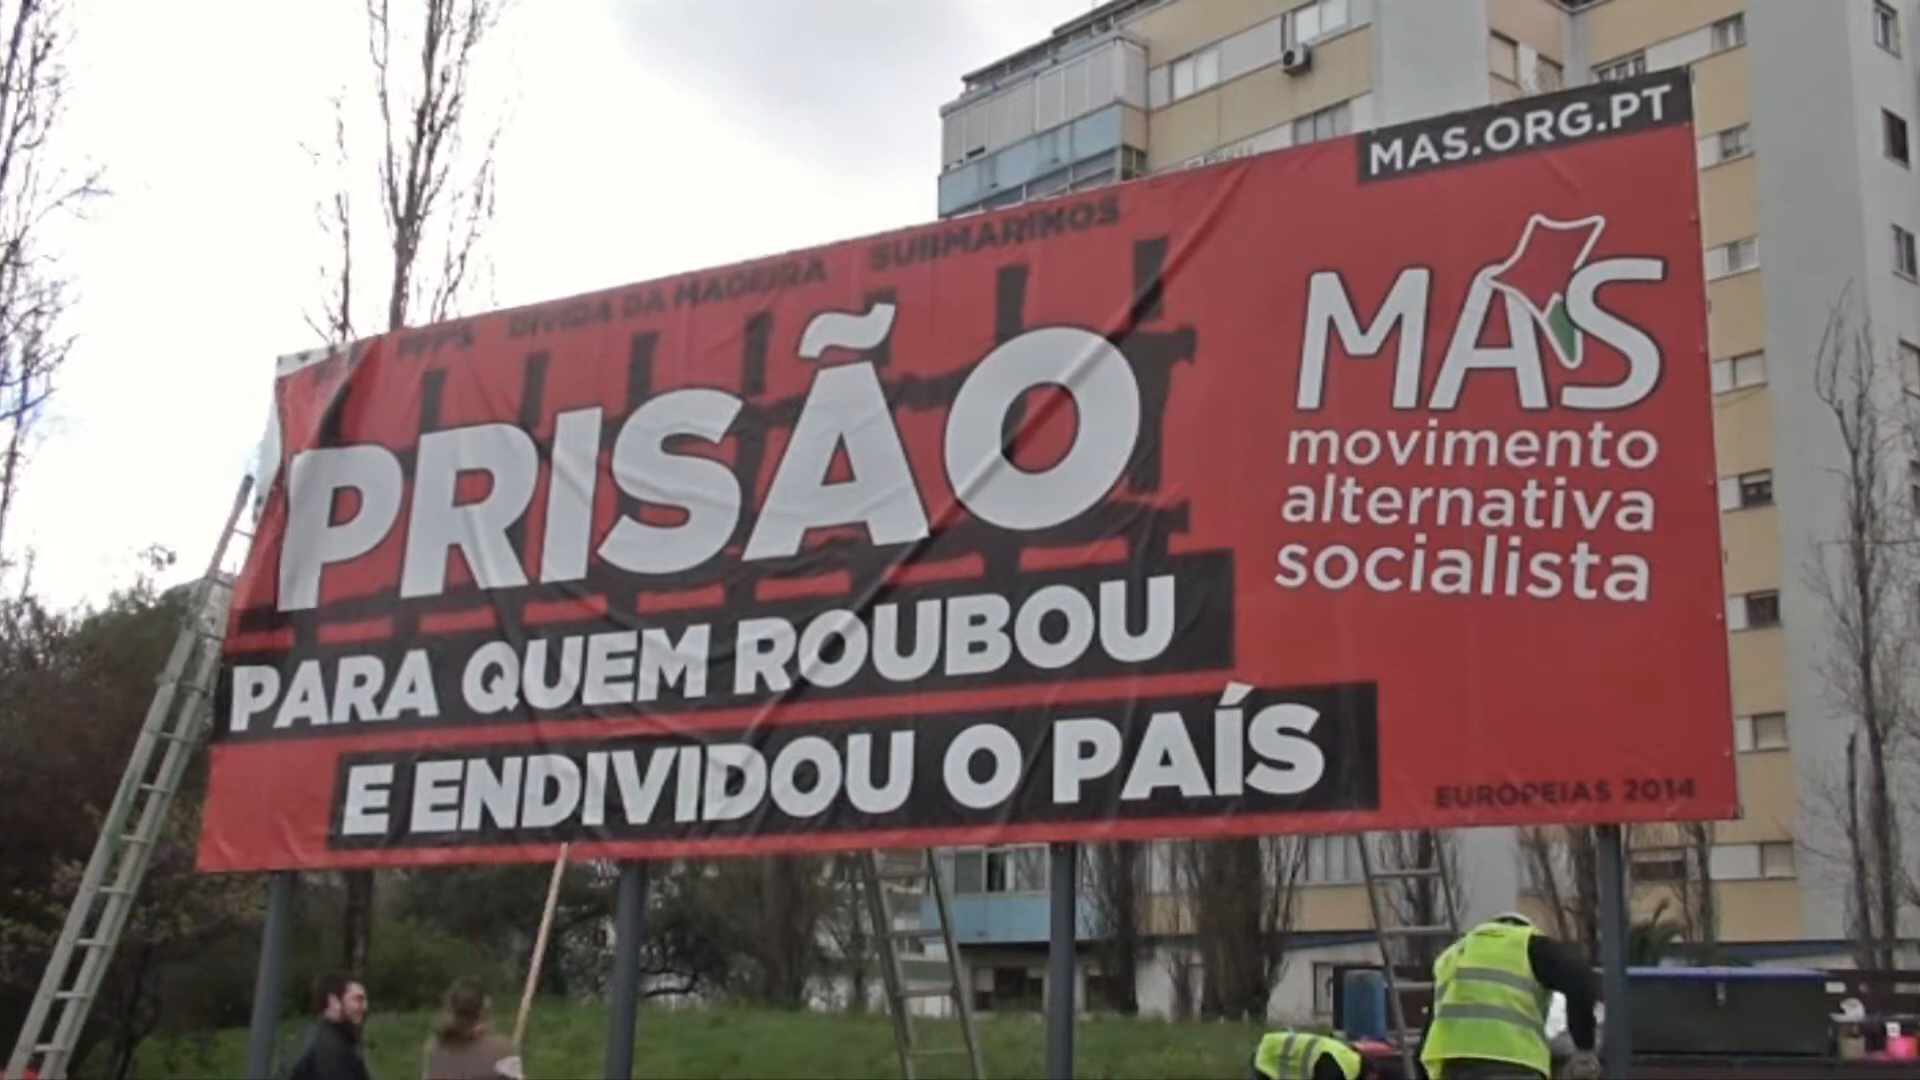 MAS.ORG.PT
PPP'S DÍVIDA DA MADEIRA SUBMARINOS
PRISÃO
PARA QUEM ROUBOU
E ENDIVIDOU O PAÍS
MAS
movimento
alternativa
socialista
EUROPEIAS 2014